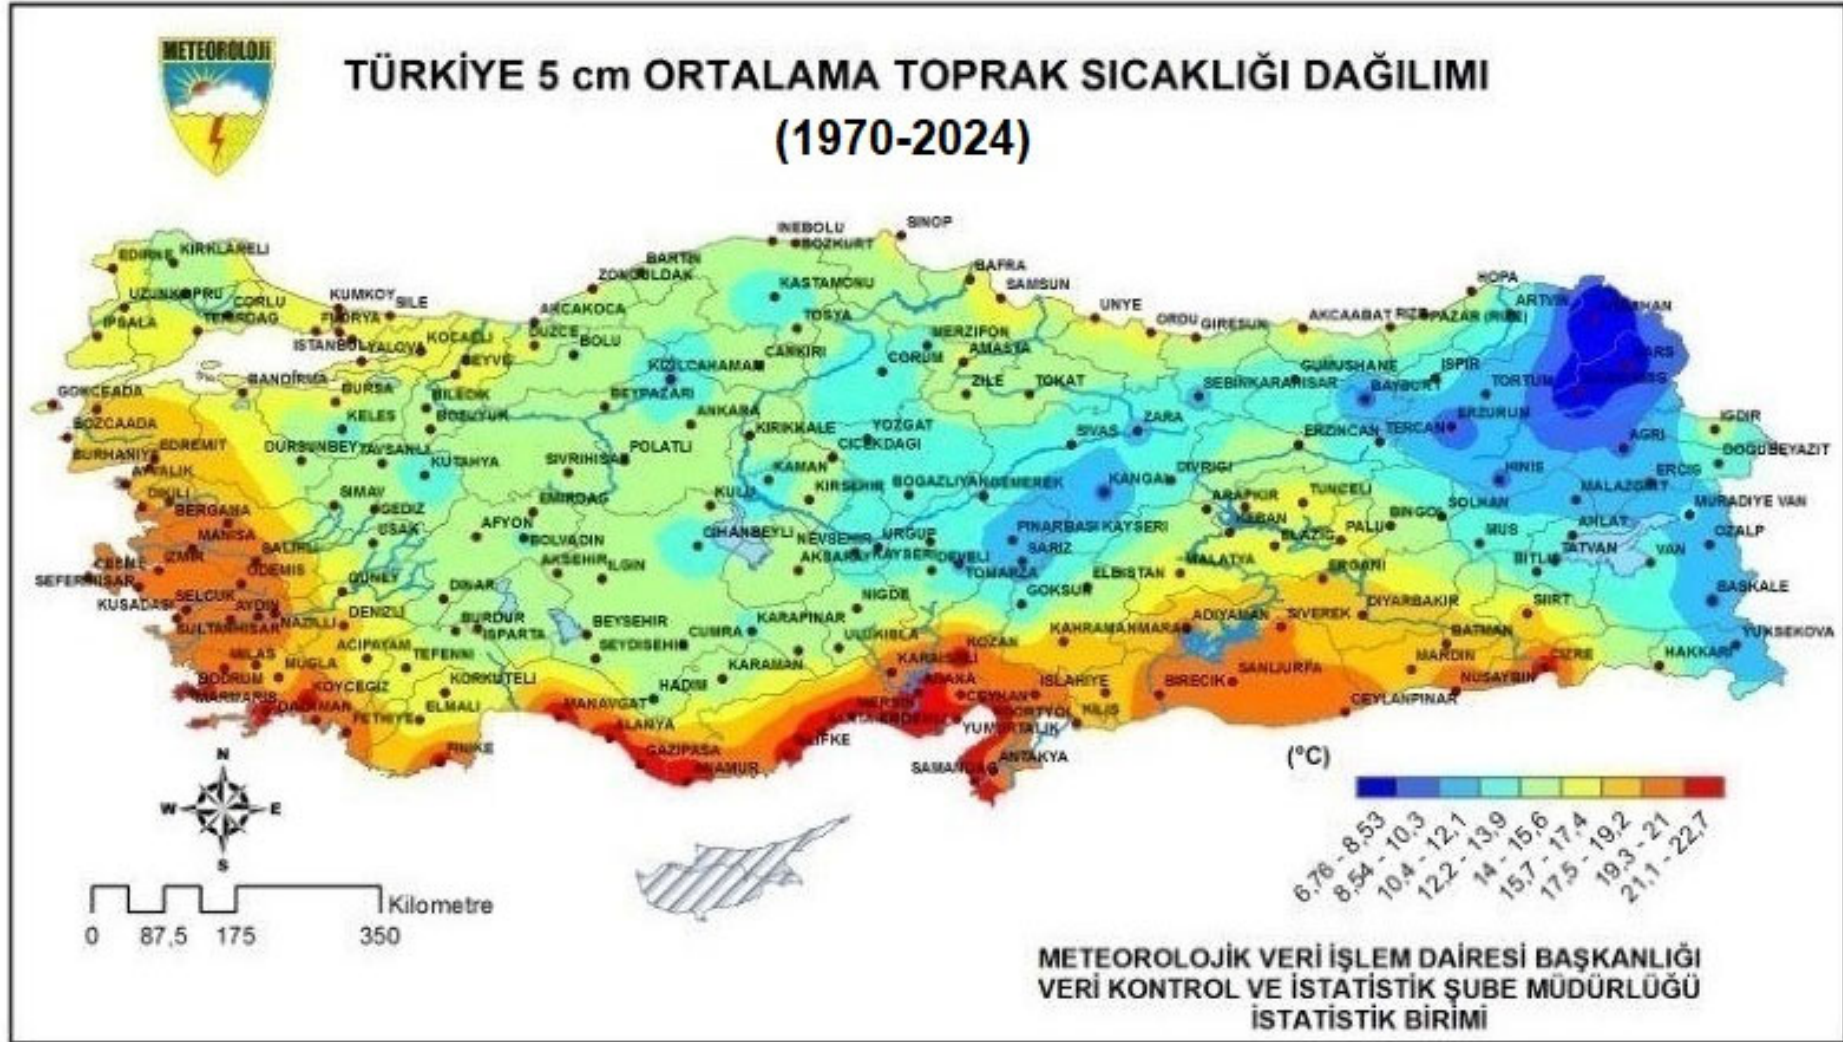 METEOROLOJİ
TÜRKİYE 5 cm ORTALAMA TOPRAK SICAKLIĞI DAĞILIMI
(1970-2024)
SINOP
INEBOLU
BOZKURT
KIRKLARELI
EDIRNE
BARTIN
ZONGULDAK
BAFRA
KASTAMONU
SAMSUN
HOPA
UZUNKOPRU
CORLU
KUMKOY
SILE
AKCAKOCA
UNYE
ARTVIN
IPSALA
TOSYA
ORDU
GIRESUN
AKCAABAT
PAZAR (RIZE)
ISTANBUL
YALOVA
KOCAELI
DUZCE
BOLU
MERZIFON
AMASYA
CORUM
CANKIRI
KIZILCAHAMAM
GUMUSHANE
ISPIR
GOKCEADA
BANDİRMA
BURSA
BILECIK
BEYPAZARI
ZILE
TOKAT
SEBINKARAHISAR
BAYBURT
TORTUM
BOZCAADA
KELES
BOZUYUK
ANKARA
ZARA
ERZURUM
IGDIR
EDREMIT
DURSUNBEY
TAVSANLI
KIRIKKALE
YOZGAT
CICEKDAGI
SIVAS
ERZINCAN
TERCAN
AGRI
DOGUBEYAZIT
BURHANIYE
KUTAHYA
SIVRIHISAR
POLATLI
KAMAN
KANGAL
DIVRIGI
HINIS
ERCIS
AYVALIK
DIKILI
SIMAV
GEDIZ
EMIRDAG
KULU
KIRSEHIR
BOGAZLIYAN
GEMEREK
ARAPKIR
TUNCELI
SOLHAN
MALAZGIRT
MURADIYE VAN
BERGAMA
MANISA
USAK
AFYON
BOLVADIN
CIHANBEYLI
NEVSEHIR
URGUP
PINARBASI KAYSERI
KEBAN
PALU
BINGOL
MUS
AHLAT
OZALP
IZMIR
SALIHLI
AKSEHIR
ILGIN
AKSARAY
KAYSERI
DEVELI
SARIZ
ELAZIG
BITLIS
TATVAN
VAN
CESME
SEFERIHISAR
ODEMIS
GUNEY
DINAR
TOMARZA
ELBISTAN
MALATYA
ERGANI
BASKALE
SELCUK
KUSADASI
AYDIN
NAZILLI
DENIZLI
BURDUR
ISPARTA
BEYSEHIR
KARAPINAR
NIGDE
GOKSUN
ADIYAMAN
SIVEREK
DIYARBAKIR
SIIRT
SULTANHISAR
ACIPAYAM
SEYDISEHIR
CUMRA
ULUKISLA
KOZAN
KAHRAMANMARAS
BATMAN
YUKSEKOVA
MILAS
MUGLA
TEFENNI
KARAMAN
KARAISALI
MARDIN
CIZRE
HAKKARI
BODRUM
MARMARIS
KOYCEGIZ
KORKUTELI
HADIM
ADANA
CEYHAN
ISLAHIYE
BIRECIK
SANLIURFA
NUSAYBIN
FETHIYE
ELMALI
MANAVGAT
ALANYA
MERSIN
YUMURTALIK
KILIS
CEYLANPINAR
FINIKE
GAZIPASA
ANAMUR
SILIFKE
SAMANDAG
ANTAKYA
N
W
E
S
(°C)
6,76 - 8,53
8,54 - 10,3
10,4 - 12,1
12,2 - 13,9
14 - 15,6
15,7 - 17,4
17,5 - 19,2
19,3 - 21
21,1 - 22,7
Kilometre
0 87,5 175 350
METEOROLOJİK VERİ İŞLEM DAİRESİ BAŞKANLIĞI
VERİ KONTROL VE İSTATİSTİK ŞUBE MÜDÜRLÜĞÜ
İSTATİSTİK BİRİMİ